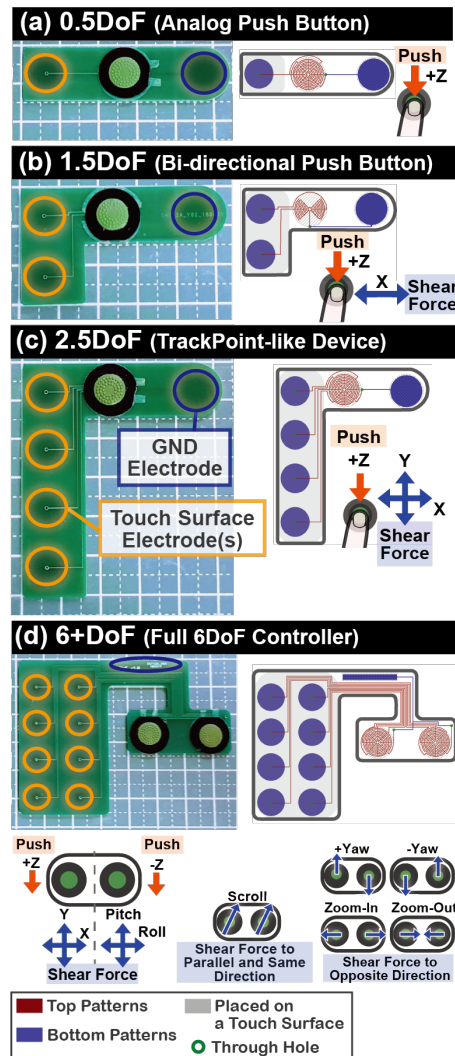 (a) 0.5DoF (Analog Push Button)
Push
+Z
(b) 1.5DoF (Bi-directional Push Button)
Push
+Z
X
Shear
Force
(c) 2.5DoF (TrackPoint-like Device)
GND
Electrode
Touch Surface
Electrode(s)
Push
+Z
Y
X
Shear
Force
(d) 6+DoF (Full 6DoF Controller)
Push
+Z
Push
-Z
Y
X
Pitch
Roll
Shear Force
Scroll
Shear Force to
Parallel and Same
Direction
+Yaw
-Yaw
Zoom-In
Zoom-Out
Shear Force to
Opposite Direction
Top Patterns
Bottom Patterns
Placed on
a Touch Surface
Through Hole